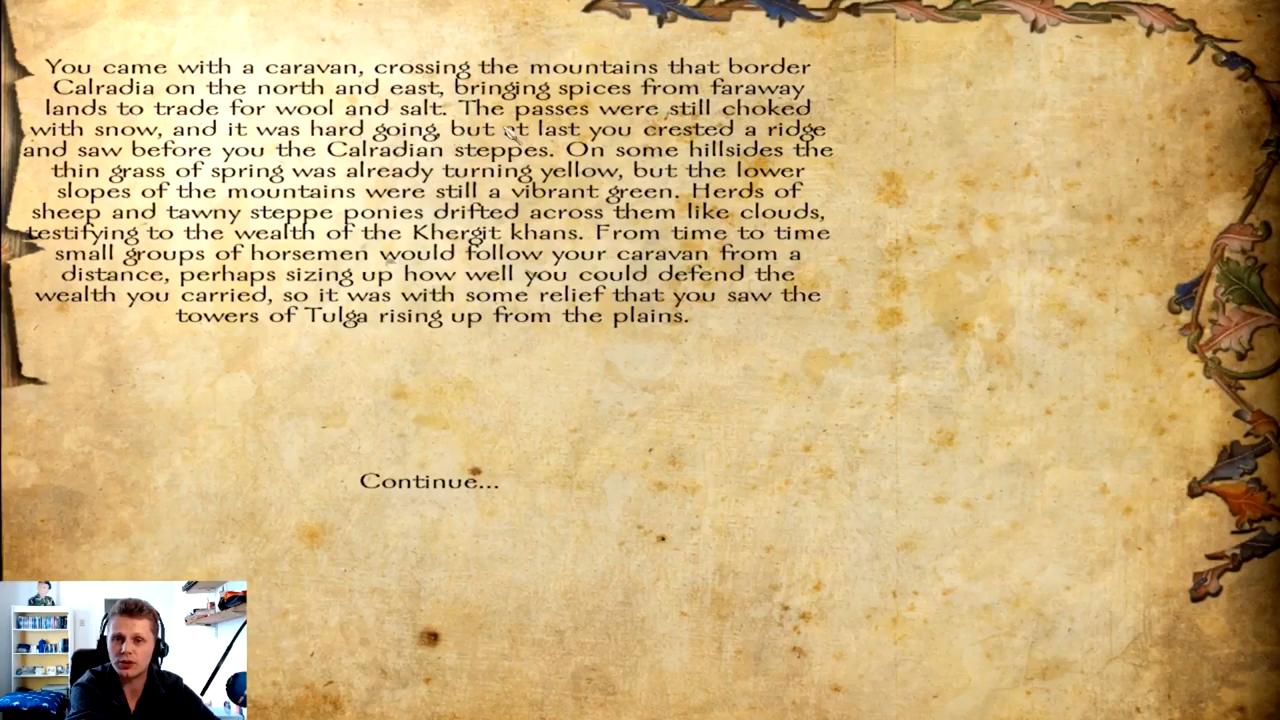 You came with a caravan, crossing the mountains that border
Calradia on the north and east, bringing spices from faraway
lands to trade for wool and salt. The passes were still choked
with snow, and it was hard going, but at last you crested a ridge
and saw before you the Calradian steppes. On some hillsides the
thin grass of spring was already turning yellow, but the lower
slopes of the mountains were still a vibrant green. Herds of
sheep and tawny steppe ponies drifted across them like clouds,
testifying to the wealth of the Khergit khans. From time to time
small groups of horsemen would follow your caravan from a
distance, perhaps sizing up how well you could defend the
wealth you carried, so it was with some relief that you saw the
towers of Tulga rising up from the plains.
Continue...